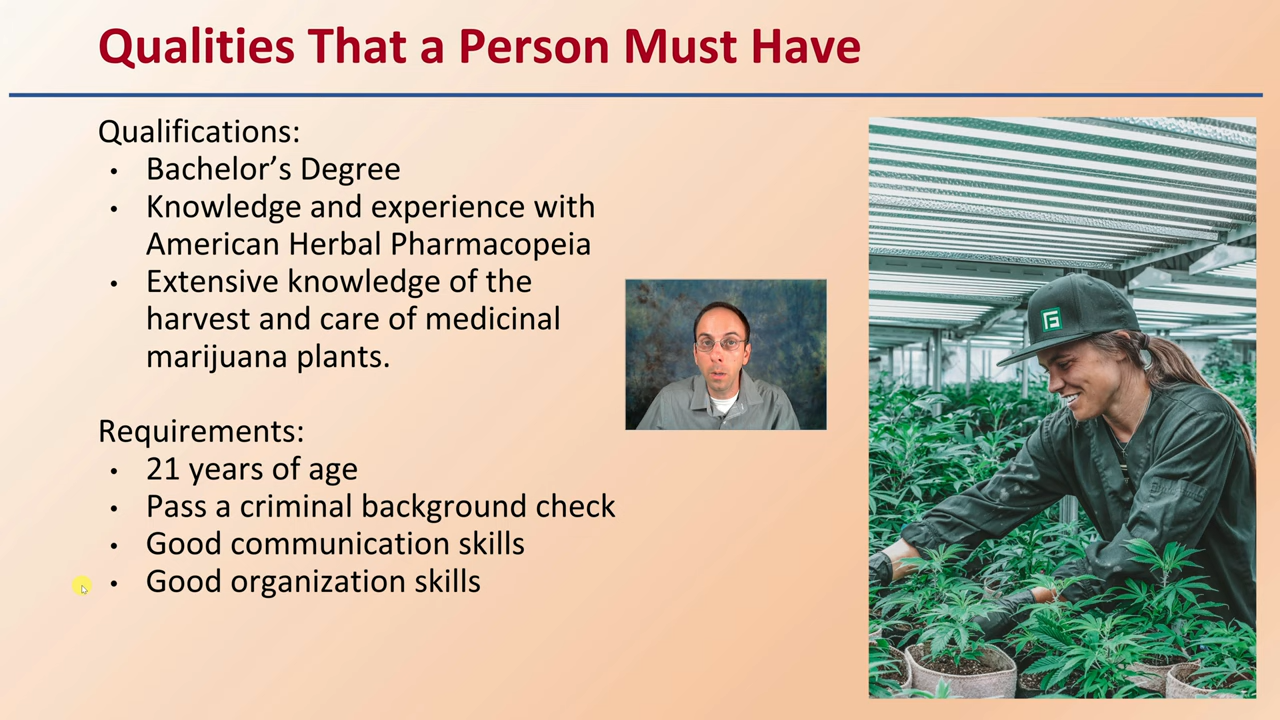 Qualities That a Person Must Have
Qualifications:
• Bachelor’s Degree
• Knowledge and experience with
American Herbal Pharmacopeia
• Extensive knowledge of the
harvest and care of medicinal
marijuana plants.
Requirements:
• 21 years of age
• Pass a criminal background check
• Good communication skills
• Good organization skills